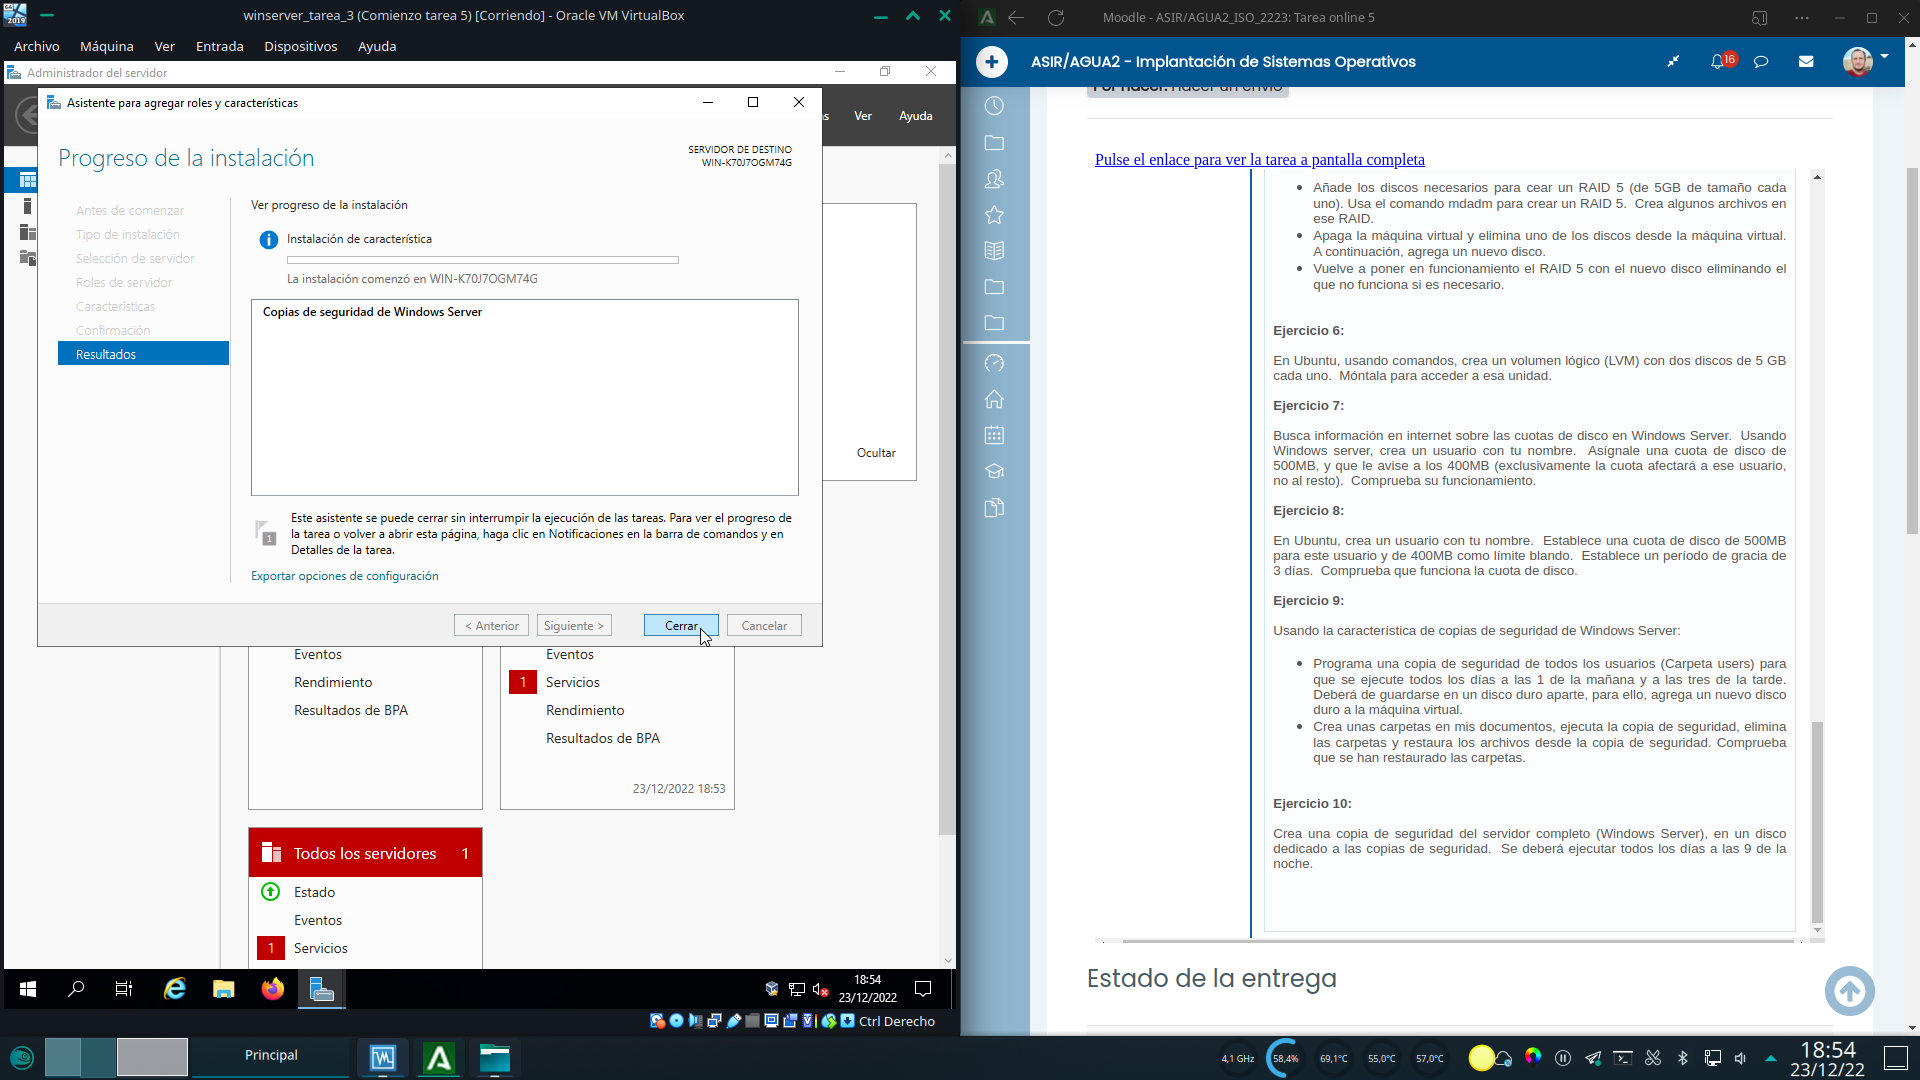 winserver_tarea_3 (Comienzo tarea 5) [Corriendo] - Oracle VM VirtualBox
Archivo Máquina Ver Entrada Dispositivos Ayuda
Administrador del servidor
Ver Ayuda
Asistente para agregar roles y características
Progreso de la instalación
SERVIDOR DE DESTINO
WIN-K70J7OGM74G
Antes de comenzar
Tipo de instalación
Selección de servidor
Roles de servidor
Características
Confirmación
Resultados
Ver progreso de la instalación
Instalación de característica
La instalación comenzó en WIN-K70J7OGM74G
Copias de seguridad de Windows Server
1
Este asistente se puede cerrar sin interrumpir la ejecución de las tareas. Para ver el progreso de
la tarea o volver a abrir esta página, haga clic en Notificaciones en la barra de comandos y en
Detalles de la tarea.
Exportar opciones de configuración
< Anterior
Siguiente >
Cerrar
Cancelar
Ocultar
Eventos
Rendimiento
Resultados de BPA
Eventos
1 Servicios
Rendimiento
Resultados de BPA
23/12/2022 18:53
Todos los servidores 1
Estado
Eventos
1 Servicios
18:54
23/12/2022
Ctrl Derecho
Moodle - ASIR/AGUA2_ISO_2223: Tarea online 5
ASIR/AGUA2 - Implantación de Sistemas Operativos
16
Por hacer: Hacer un envío
Pulse el enlace para ver la tarea a pantalla completa
Añade los discos necesarios para cear un RAID 5 (de 5GB de tamaño cada
uno). Usa el comando mdadm para crear un RAID 5. Crea algunos archivos en
ese RAID.
Apaga la máquina virtual y elimina uno de los discos desde la máquina virtual.
A continuación, agrega un nuevo disco.
Vuelve a poner en funcionamiento el RAID 5 con el nuevo disco eliminando el
que no funciona si es necesario.
Ejercicio 6:
En Ubuntu, usando comandos, crea un volumen lógico (LVM) con dos discos de 5 GB
cada uno. Móntala para acceder a esa unidad.
Ejercicio 7:
Busca información en internet sobre las cuotas de disco en Windows Server. Usando
Windows server, crea un usuario con tu nombre. Asígnale una cuota de disco de
500MB, y que le avise a los 400MB (exclusivamente la cuota afectará a ese usuario,
no al resto). Comprueba su funcionamiento.
Ejercicio 8:
En Ubuntu, crea un usuario con tu nombre. Establece una cuota de disco de 500MB
para este usuario y de 400MB como límite blando. Establece un período de gracia de
3 días. Comprueba que funciona la cuota de disco.
Ejercicio 9:
Usando la característica de copias de seguridad de Windows Server:
Programa una copia de seguridad de todos los usuarios (Carpeta users) para
que se ejecute todos los días a las 1 de la mañana y a las tres de la tarde.
Deberá de guardarse en un disco duro aparte, para ello, agrega un nuevo disco
duro a la máquina virtual.
Crea unas carpetas en mis documentos, ejecuta la copia de seguridad, elimina
las carpetas y restaura los archivos desde la copia de seguridad. Comprueba
que se han restaurado las carpetas.
Ejercicio 10:
Crea una copia de seguridad del servidor completo (Windows Server), en un disco
dedicado a las copias de seguridad. Se deberá ejecutar todos los días a las 9 de la
noche.
Estado de la entrega
Principal
4,1 GHz
58,4%
69,1°C
55,0°C
57,0°C
18:54
23/12/22